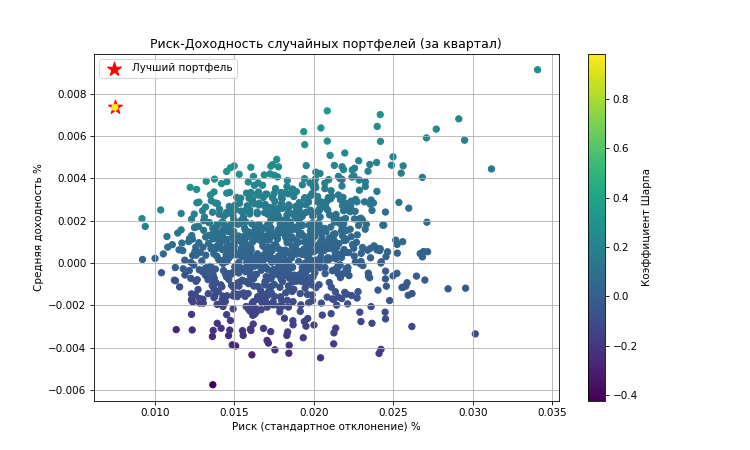 Риск-Доходность случайных портфелей (за квартал)
Лучший портфель
Средняя доходность %
0.008
0.006
0.004
0.002
0.000
−0.002
−0.004
−0.006
0.010 0.015 0.020 0.025 0.030 0.035
Риск (стандартное отклонение) %
0.8
0.6
0.4
0.2
0.0
−0.2
−0.4
Коэффициент Шарпа